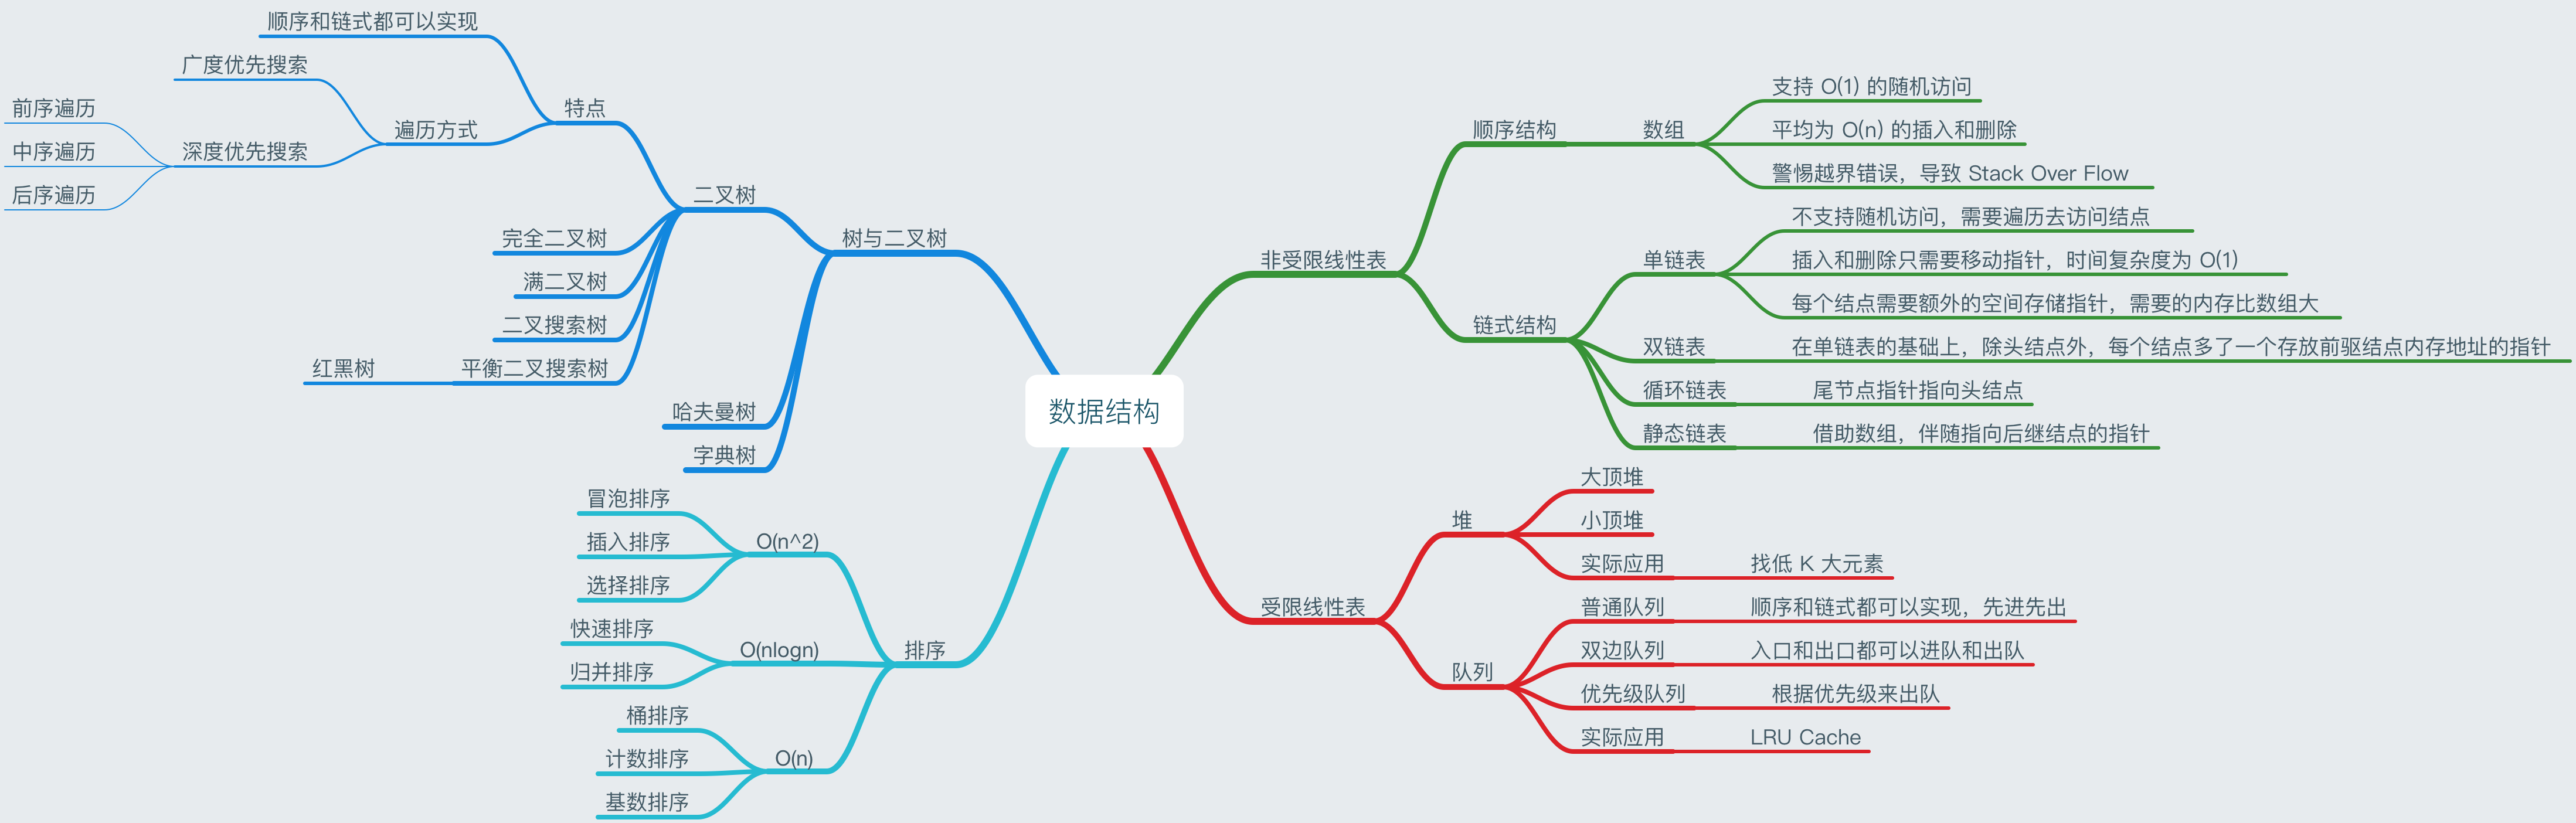 数据结构
树与二叉树
二叉树
特点
顺序和链式都可以实现
遍历方式
广度优先搜索
深度优先搜索
前序遍历
中序遍历
后序遍历
完全二叉树
满二叉树
二叉搜索树
平衡二叉搜索树
红黑树
哈夫曼树
字典树
排序
O(n^2)
冒泡排序
插入排序
选择排序
O(nlogn)
快速排序
归并排序
O(n)
桶排序
计数排序
基数排序
非受限线性表
顺序结构
数组
支持 O(1) 的随机访问
平均为 O(n) 的插入和删除
警惕越界错误，导致 Stack Over Flow
链式结构
单链表
不支持随机访问，需要遍历去访问结点
插入和删除只需要移动指针，时间复杂度为 O(1)
每个结点需要额外的空间存储指针，需要的内存比数组大
双链表
在单链表的基础上，除头结点外，每个结点多了一个存放前驱结点内存地址的指针
循环链表
尾节点指针指向头结点
静态链表
借助数组，伴随指向后继结点的指针
受限线性表
堆
大顶堆
小顶堆
实际应用
找低 K 大元素
队列
普通队列
顺序和链式都可以实现，先进先出
双边队列
入口和出口都可以进队和出队
优先级队列
根据优先级来出队
实际应用
LRU Cache